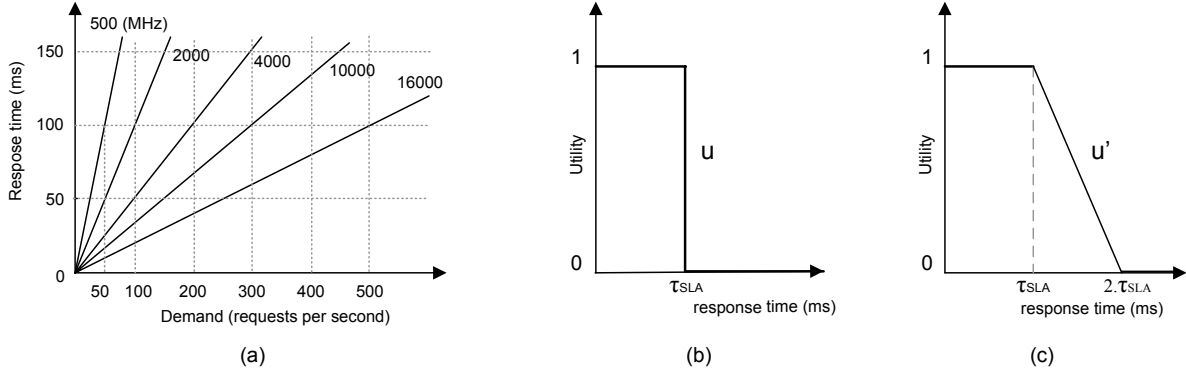 500 (MHz)
2000
4000
10000
16000
150
100
50
0
50 100 200 300 400 500
Respose time (ms)
Demand (requests per second)
(a)
1
0
Utility
u
τSLA
response time (ms)
(b)
1
0
Utility
u'
τSLA
2.τSLA
response time (ms)
(c)